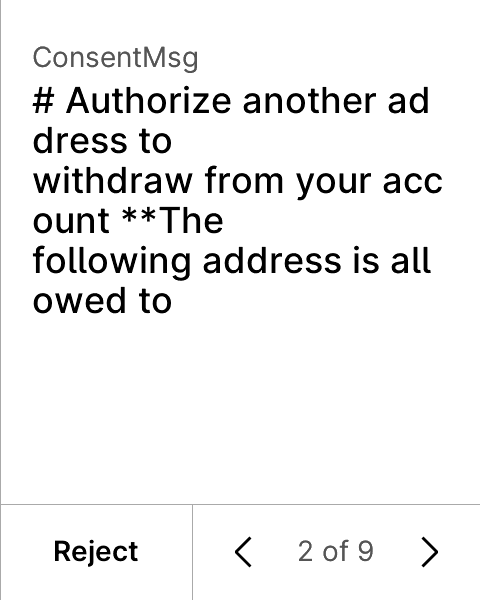 ConsentMsg
# Authorize another ad
dress to
withdraw from your acc
ount **The
following address is all
owed to
Reject
2 of 9